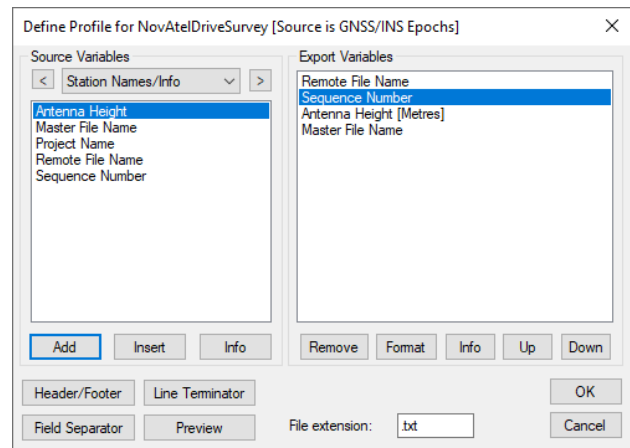 Define Profile for NovAtelDriveSurvey [Source is GNSS/INS Epochs]
Source Variables
< Station Names/Info >
Antenna Height
Master File Name
Project Name
Remote File Name
Sequence Number
Add Insert Info
Export Variables
Remote File Name
Sequence Number
Antenna Height [Metres]
Master File Name
Remove Format Info Up Down
Header/Footer Line Terminator
Field Separator Preview
File extension: .txt
OK
Cancel